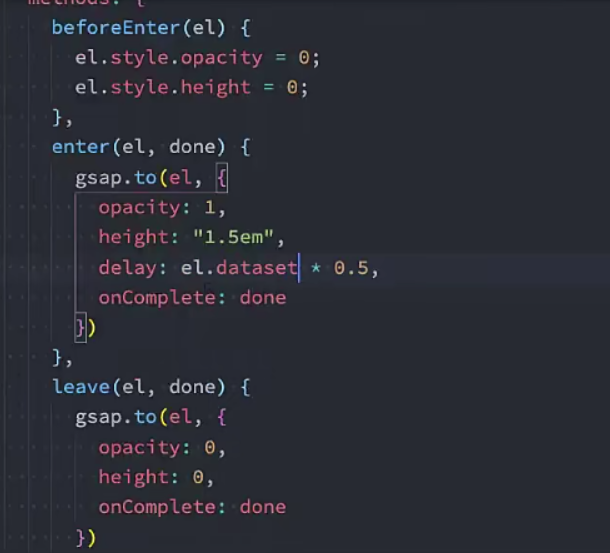 methods: {
beforeEnter(el) {
el.style.opacity = 0;
el.style.height = 0;
},
enter(el, done) {
gsap.to(el, {
opacity: 1,
height: "1.5em",
delay: el.dataset * 0.5,
onComplete: done
})
},
leave(el, done) {
gsap.to(el, {
opacity: 0,
height: 0,
onComplete: done
})